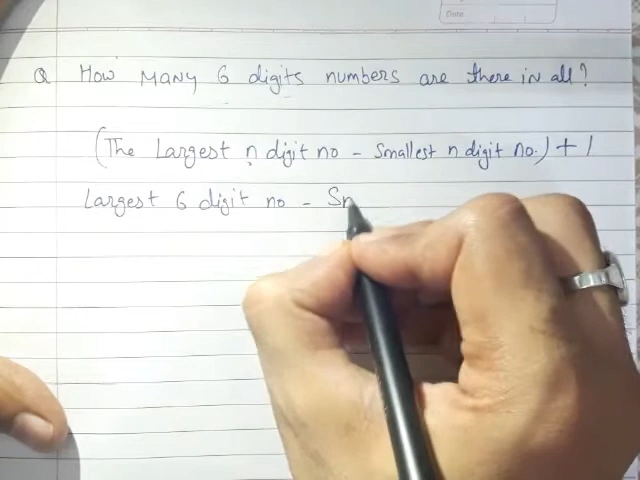 Date
Q How MANY 6 digits numbers are there in all?
(The Largest n digit no - Smallest n digit no.) + 1
Largest 6 digit no - Sm